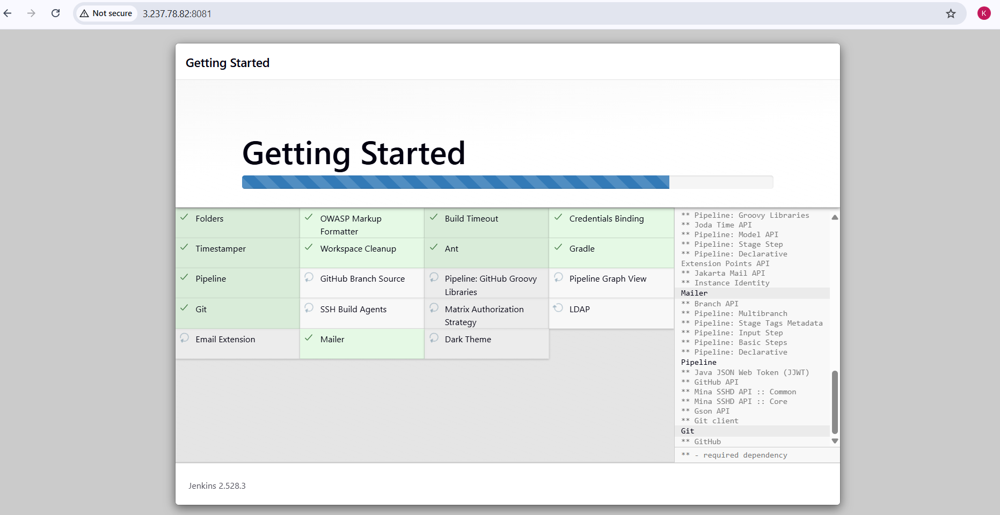 Not secure
3.237.78.82:8081
K
Getting Started
Getting Started
Folders
OWASP Markup
Formatter
Build Timeout
Credentials Binding
Timestamper
Workspace Cleanup
Ant
Gradle
Pipeline
GitHub Branch Source
Pipeline: GitHub Groovy
Libraries
Pipeline Graph View
Git
SSH Build Agents
Matrix Authorization
Strategy
LDAP
Email Extension
Mailer
Dark Theme
** Pipeline: Groovy Libraries
** Joda Time API
** Pipeline: Model API
** Pipeline: Stage Step
** Pipeline: Declarative
Extension Points API
** Jakarta Mail API
** Instance Identity
Mailer
** Branch API
** Pipeline: Multibranch
** Pipeline: Stage Tags Metadata
** Pipeline: Input Step
** Pipeline: Basic Steps
** Pipeline: Declarative
Pipeline
** Java JSON Web Token (JJWT)
** GitHub API
** Mina SSHD API :: Common
** Mina SSHD API :: Core
** Gson API
** Git client
Git
** GitHub
** - required dependency
Jenkins 2.528.3